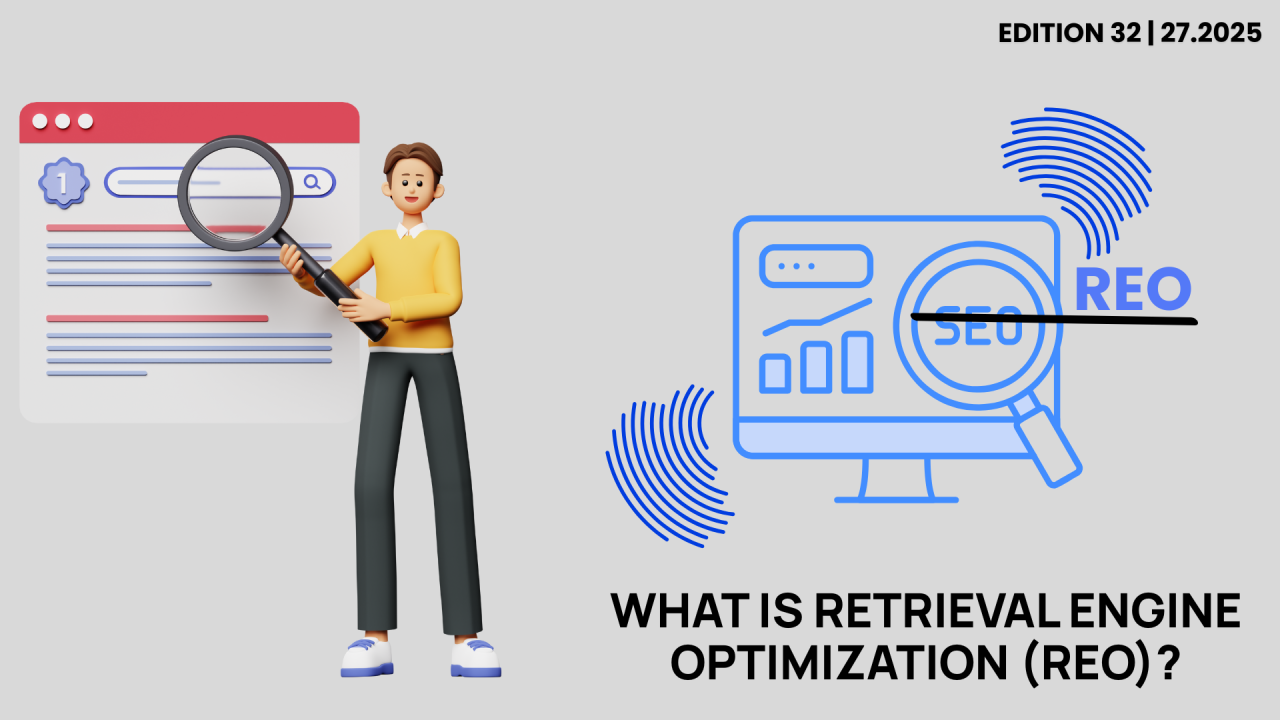 EDITION 32 | 27.2025
1
REO
SEO
WHAT IS RETRIEVAL ENGINE
OPTIMIZATION (REO)?